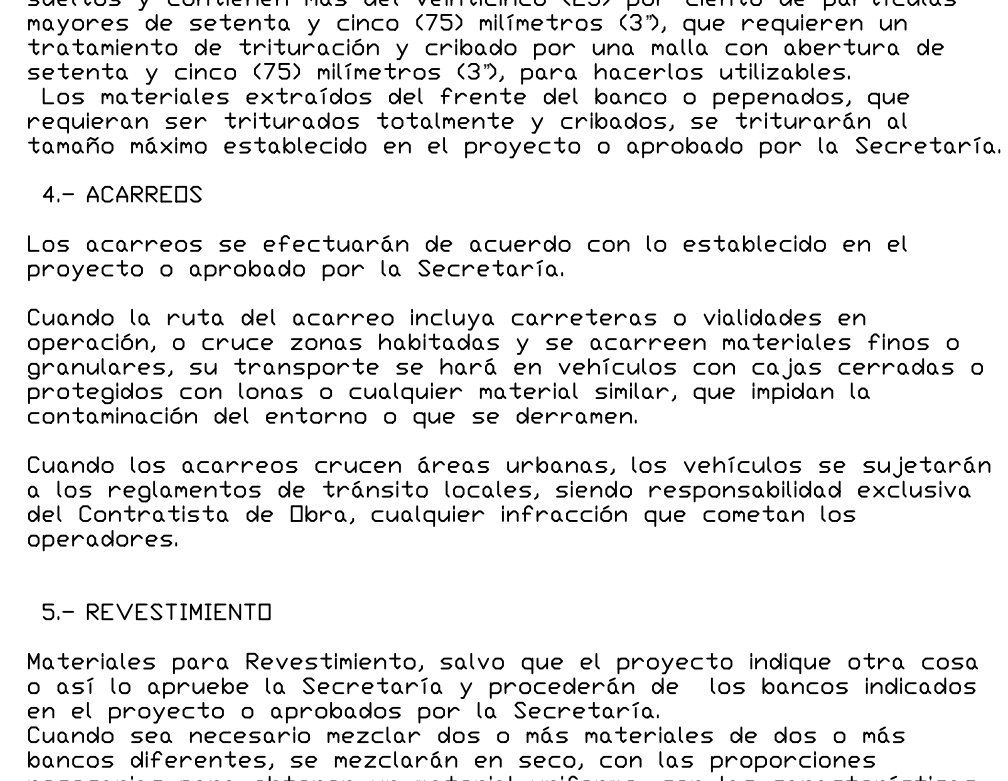 sueltos y contienen más del veinticinco (25) por ciento de partículas
mayores de setenta y cinco (75) milímetros (3”), que requieren un
tratamiento de trituración y cribado por una malla con abertura de
setenta y cinco (75) milímetros (3”), para hacerlos utilizables.
Los materiales extraídos del frente del banco o pepenados, que
requieran ser triturados totalmente y cribados, se triturarán al
tamaño máximo establecido en el proyecto o aprobado por la Secretaría.
4.- ACARREOS
Los acarreos se efectuarán de acuerdo con lo establecido en el
proyecto o aprobado por la Secretaría.
Cuando la ruta del acarreo incluya carreteras o vialidades en
operación, o cruce zonas habitadas y se acarreen materiales finos o
granulares, su transporte se hará en vehículos con cajas cerradas o
protegidos con lonas o cualquier material similar, que impidan la
contaminación del entorno o que se derramen.
Cuando los acarreos crucen áreas urbanas, los vehículos se sujetarán
a los reglamentos de tránsito locales, siendo responsabilidad exclusiva
del Contratista de Obra, cualquier infracción que cometan los
operadores.
5.- REVESTIMIENTO
Materiales para Revestimiento, salvo que el proyecto indique otra cosa
o así lo apruebe la Secretaría y procederán de los bancos indicados
en el proyecto o aprobados por la Secretaría.
Cuando sea necesario mezclar dos o más materiales de dos o más
bancos diferentes, se mezclarán en seco, con las proporciones